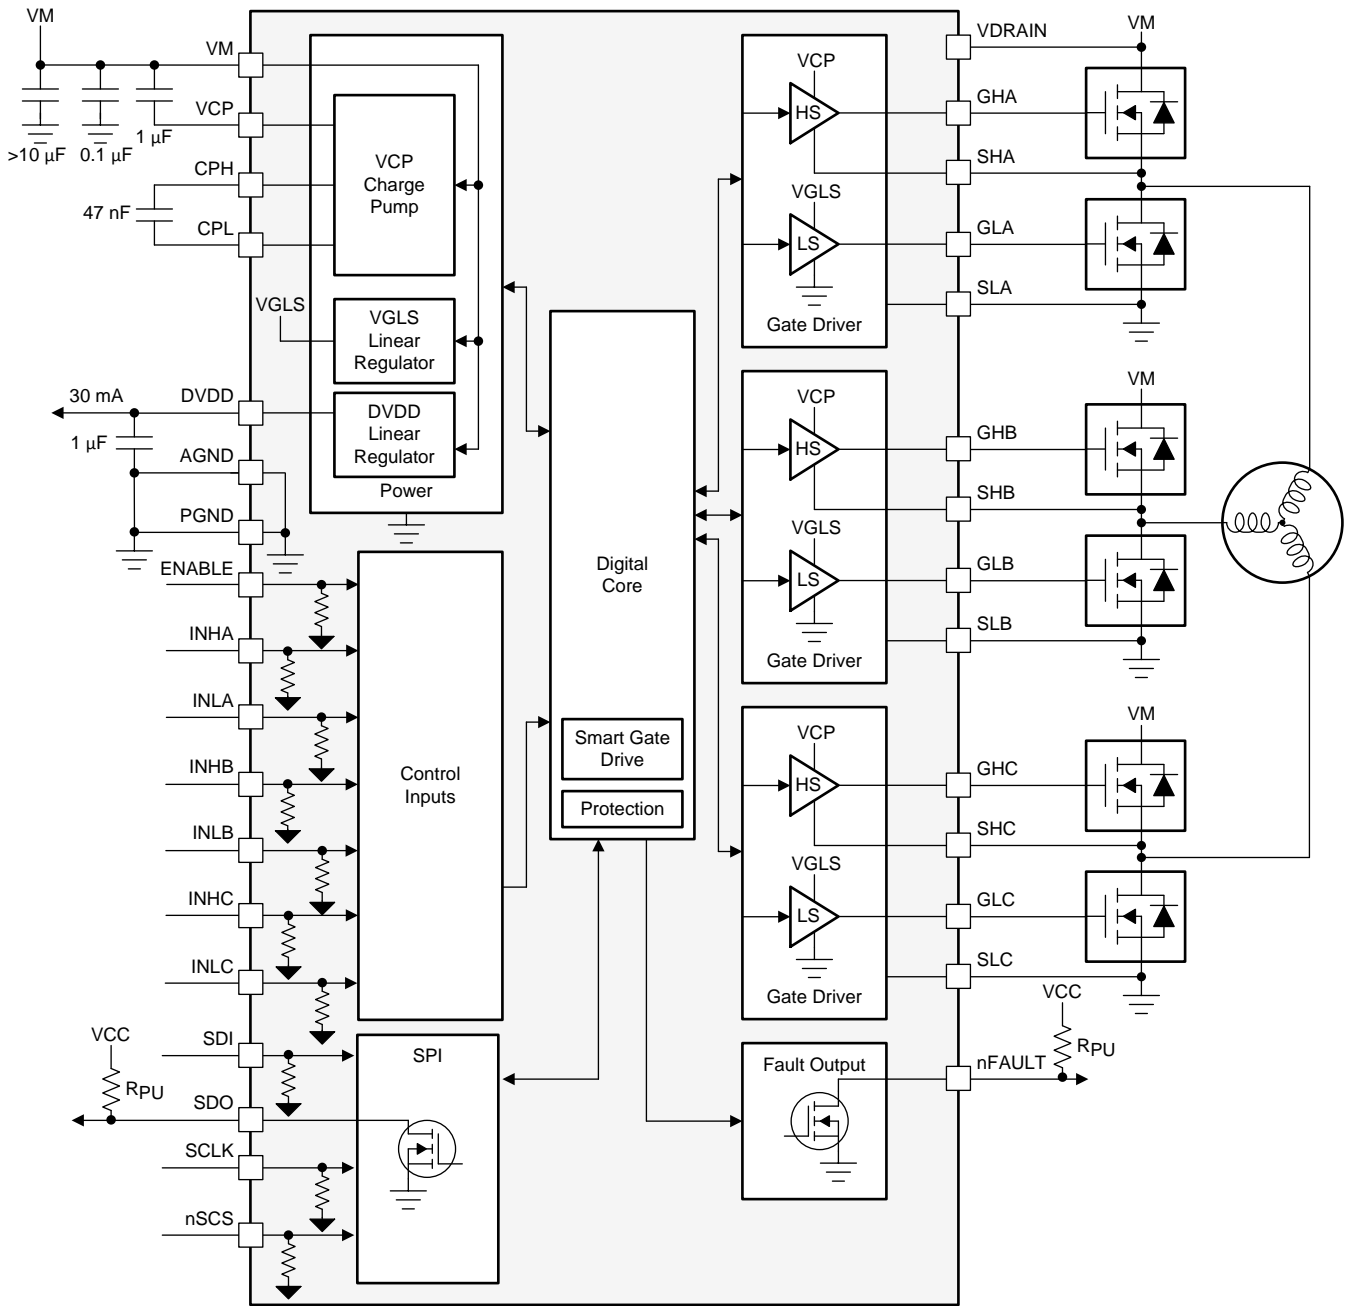 VM
VM
VCP
>10 µF
0.1 µF
1 µF
CPH
47 nF
CPL
VCP
Charge
Pump
VGLS
VGLS
Linear
Regulator
30 mA
DVDD
1 µF
DVDD
Linear
Regulator
AGND
PGND
Power
ENABLE
INHA
INLA
INHB
INLB
INHC
INLC
Control
Inputs
VCC
RPU
SDI
SDO
SCLK
nSCS
SPI
Digital
Core
Smart Gate
Drive
Protection
VCP
HS
VGLS
LS
Gate Driver
VCP
HS
VGLS
LS
Gate Driver
VCP
HS
VGLS
LS
Gate Driver
Fault Output
VDRAIN
VM
GHA
SHA
GLA
SLA
VM
GHB
SHB
GLB
SLB
VM
GHC
SHC
GLC
SLC
VCC
RPU
nFAULT